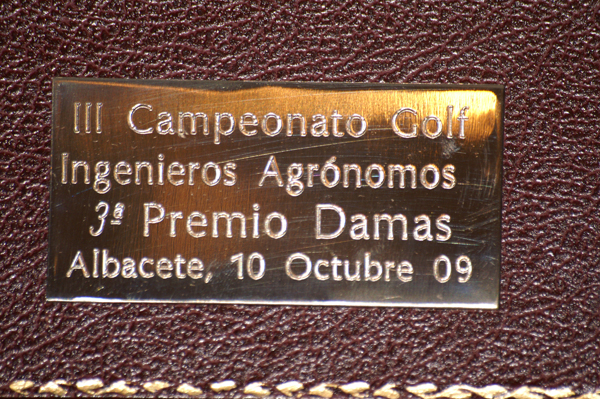 III Campeonato Golf
Ingenieros Agrónomos
3ª Premio Damas
Albacete, 10 Octubre 09